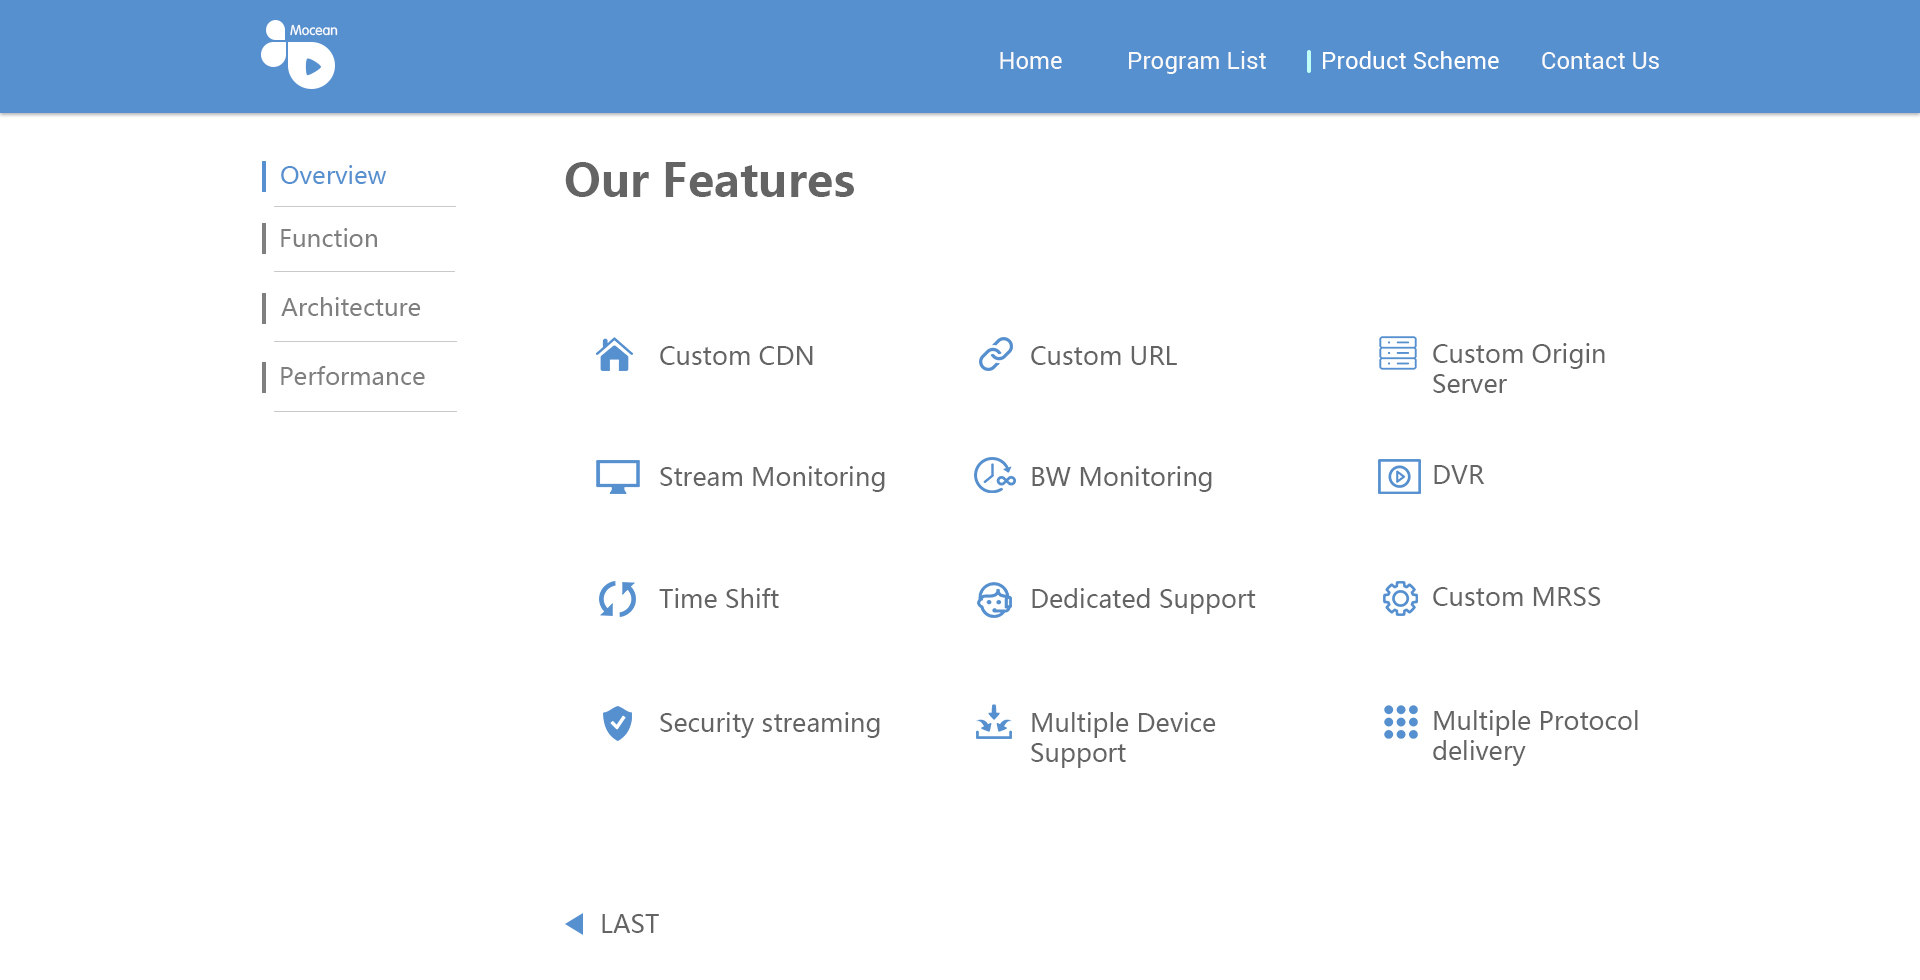 Mocean
Home
Program List
Product Scheme
Contact Us
Overview
Function
Architecture
Performance
Our Features
Custom CDN
Custom URL
Custom Origin
Server
Stream Monitoring
BW Monitoring
DVR
Time Shift
Dedicated Support
Custom MRSS
Security streaming
Multiple Device
Support
Multiple Protocol
delivery
LAST